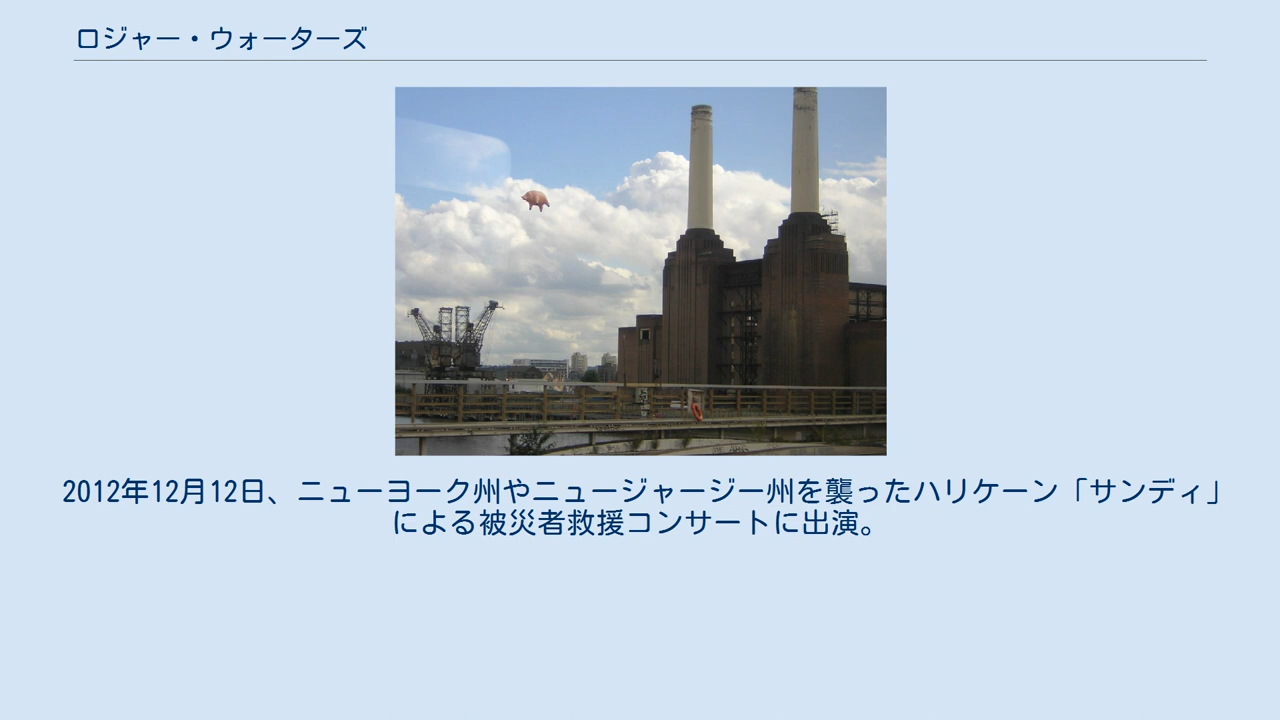 ロジャー・ウォーターズ
2012年12月12日、ニューヨーク州やニュージャージー州を襲ったハリケーン「サンディ」
による被災者救援コンサートに出演。